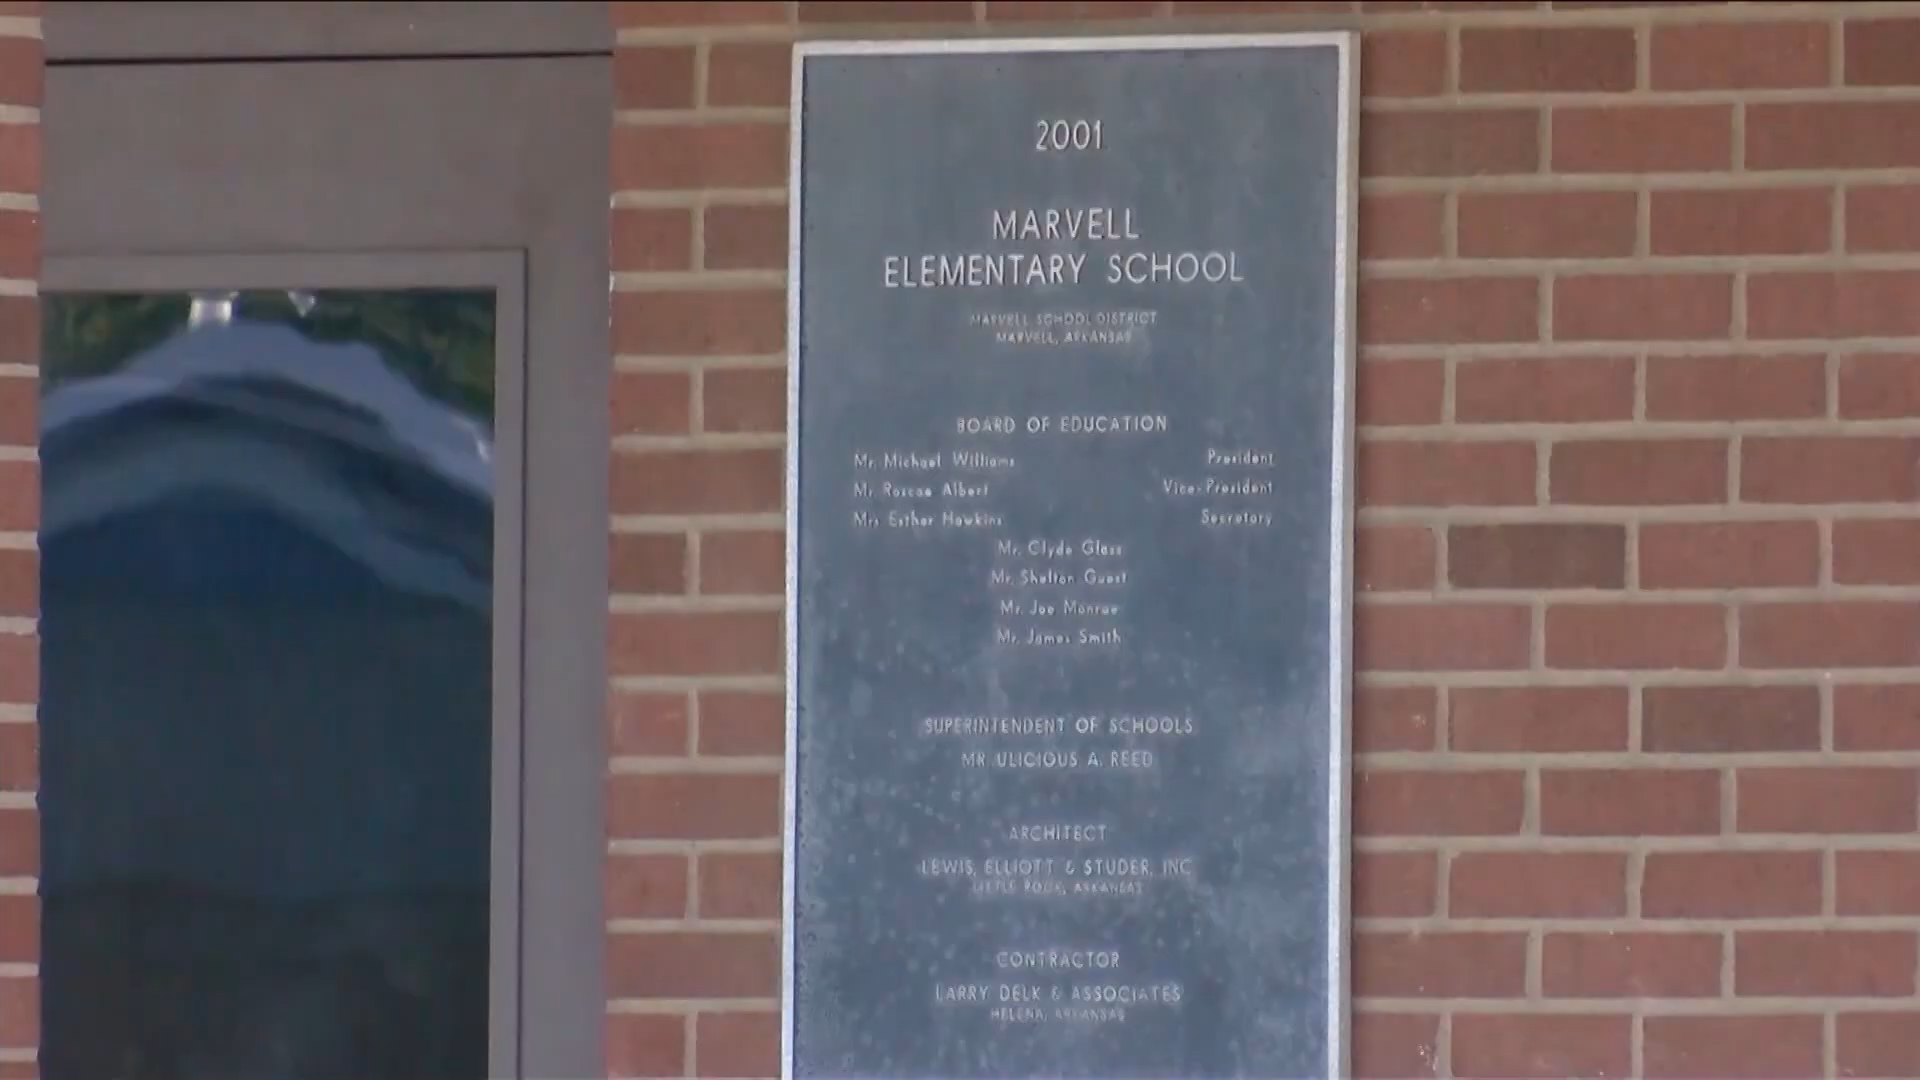 2001
MARVELL
ELEMENTARY SCHOOL
MARVELL SCHOOL DISTRICT
MARVELL, ARKANSAS
BOARD OF EDUCATION
Mr. Michael Williams President
Mr. Roscoe Albert Vice-President
Mrs Esther Hawkins Secretary
Mr. Clyde Glass
Mr. Shelton Guest
Mr. Joe Monroe
Mr. James Smith
SUPERINTENDENT OF SCHOOLS
MR. ULICIOUS A. REED
ARCHITECT
LEWIS, ELLIOTT & STUDER, INC
LITTLE ROCK, ARKANSAS
CONTRACTOR
LARRY DELK & ASSOCIATES
HELENA, ARKANSAS